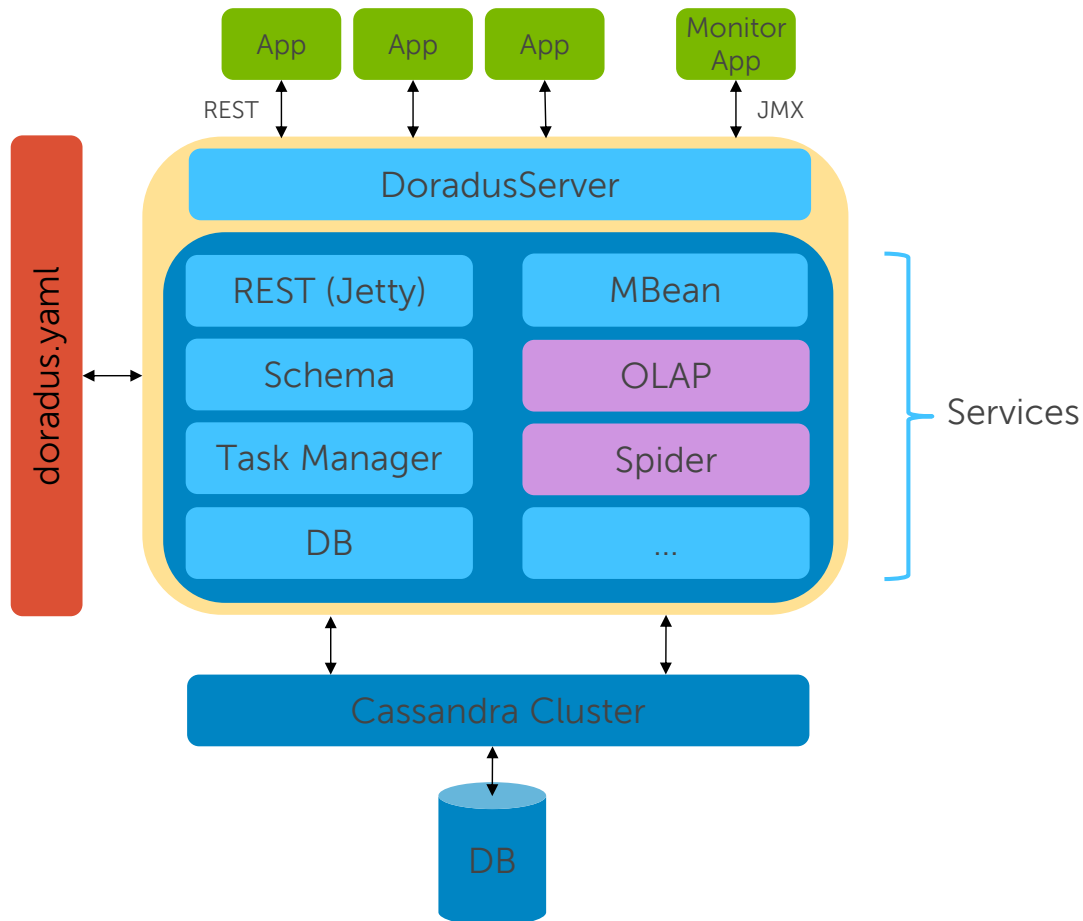 App
App
App
Monitor
App
REST
JMX
DoradusServer
doradus.yaml
REST (Jetty)
MBean
Schema
OLAP
Services
Task Manager
Spider
DB
...
Cassandra Cluster
DB